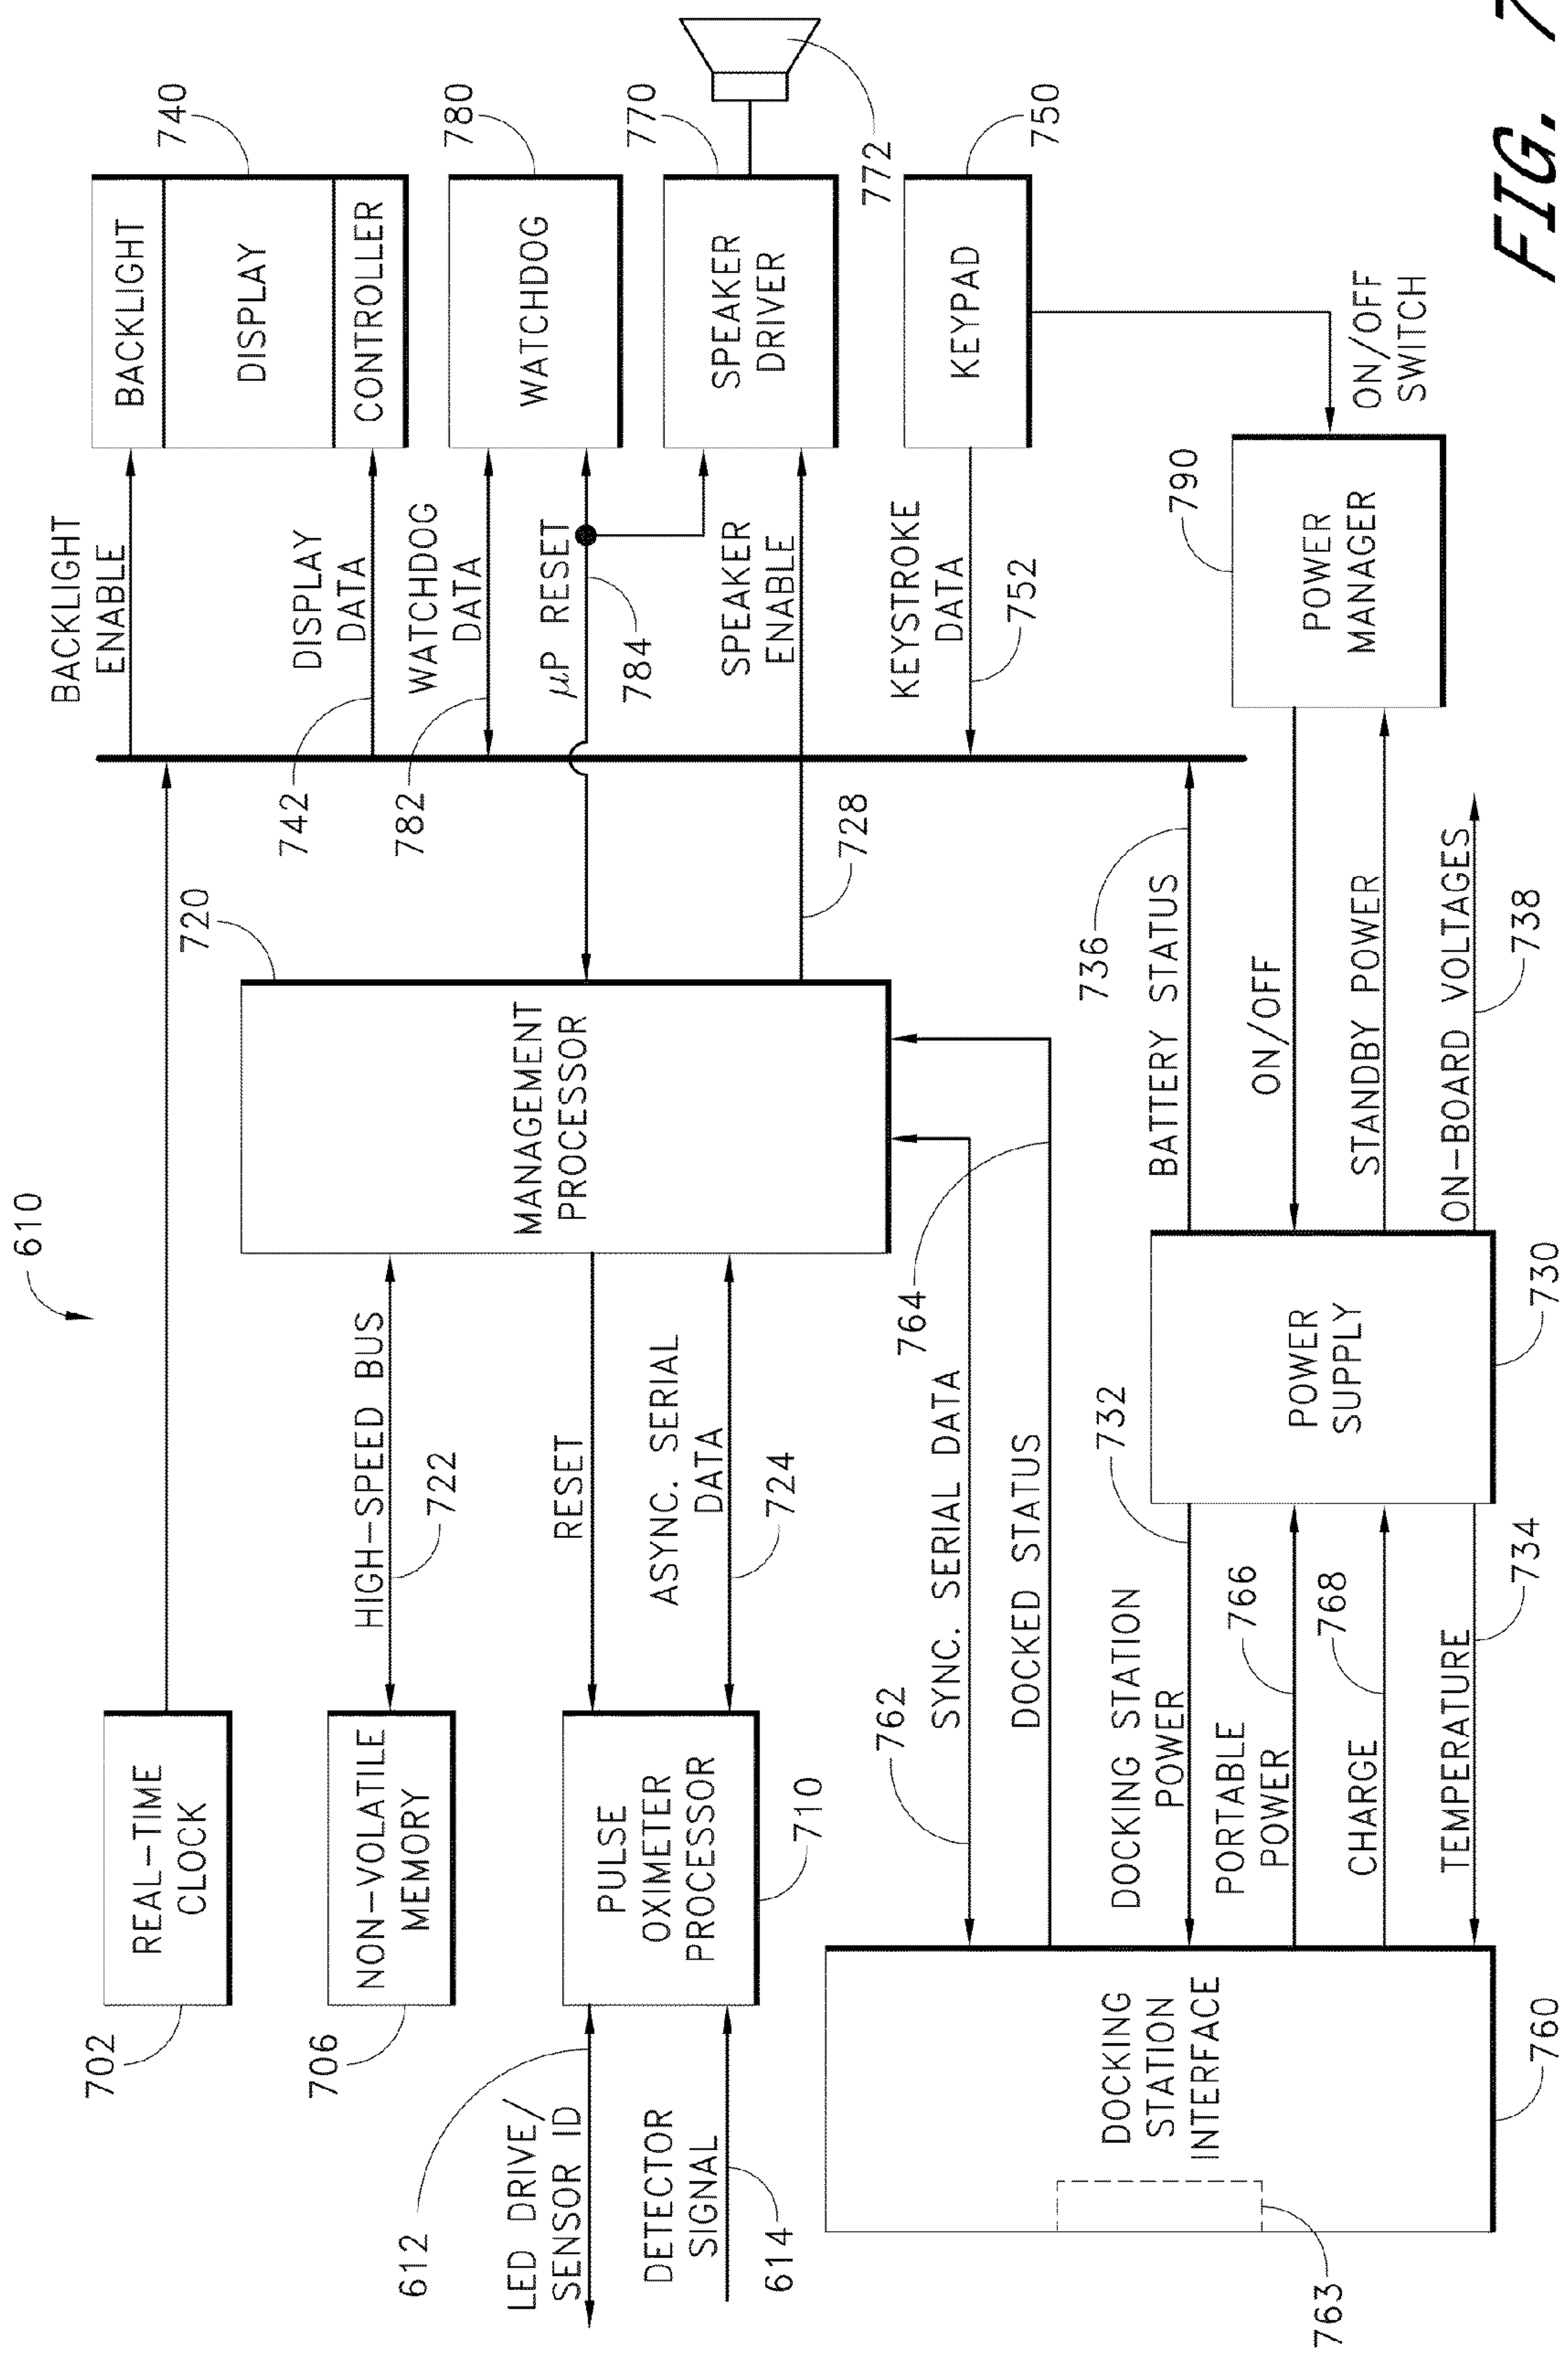 610
REAL-TIME
CLOCK
702
720
BACKLIGHT
ENABLE
BACKLIGHT
DISPLAY
CONTROLLER
740
DISPLAY
DATA
742
NON-VOLATILE
MEMORY
706
HIGH-SPEED BUS
722
MANAGEMENT
PROCESSOR
WATCHDOG
DATA
782
WATCHDOG
780
LED DRIVE/
SENSOR ID
612
DETECTOR
SIGNAL
614
PULSE
OXIMETER
PROCESSOR
710
RESET
ASYNC. SERIAL
DATA
724
μP RESET
784
SPEAKER
ENABLE
728
SPEAKER
DRIVER
770
772
KEYSTROKE
DATA
752
KEYPAD
750
762
SYNC. SERIAL DATA
764
DOCKED STATUS
DOCKING
STATION
INTERFACE
763
760
DOCKING STATION
POWER
732
PORTABLE
POWER
766
CHARGE
768
TEMPERATURE
734
POWER
SUPPLY
730
BATTERY STATUS
736
ON/OFF
STANDBY POWER
ON-BOARD VOLTAGES
738
POWER
MANAGER
790
ON/OFF
SWITCH
FIG. 7